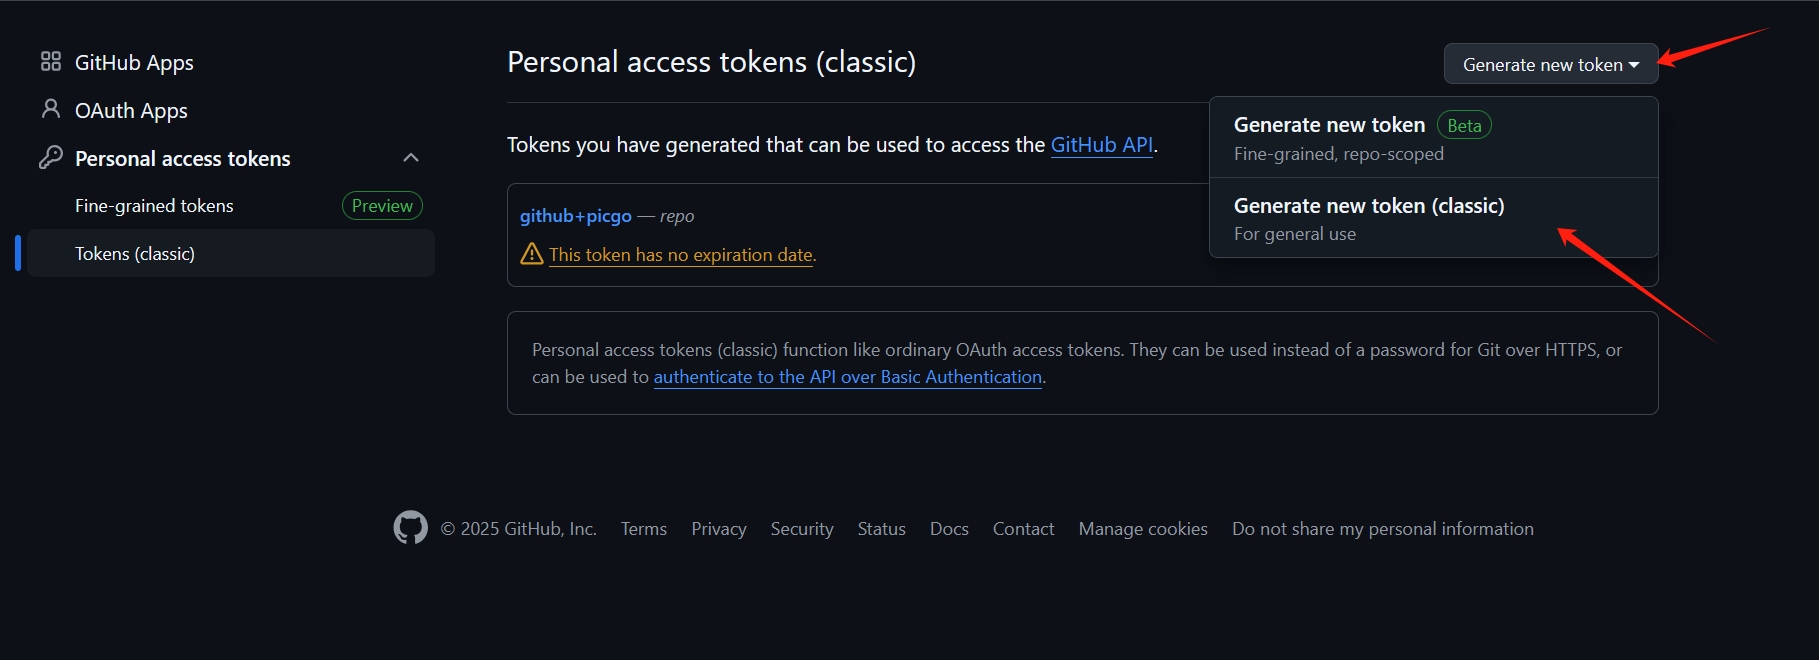 GitHub Apps
OAuth Apps
Personal access tokens
Fine-grained tokens Preview
Tokens (classic)
Personal access tokens (classic)
Generate new token
Tokens you have generated that can be used to access the GitHub API.
Generate new token Beta
Fine-grained, repo-scoped
Generate new token (classic)
For general use
github+picgo — repo
This token has no expiration date.
Personal access tokens (classic) function like ordinary OAuth access tokens. They can be used instead of a password for Git over HTTPS, or
can be used to authenticate to the API over Basic Authentication.
© 2025 GitHub, Inc. Terms Privacy Security Status Docs Contact Manage cookies Do not share my personal information